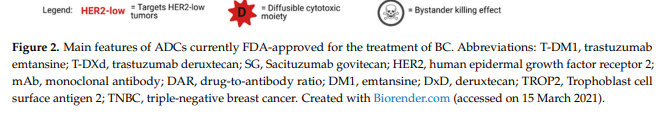 Legend: HER2-low = Targets HER2-low tumors D = Diffusible cytotoxic moiety = Bystander killing effect
Figure 2. Main features of ADCs currently FDA-approved for the treatment of BC. Abbreviations: T-DM1, trastuzumab
emtansine; T-DXd, trastuzumab deruxtecan; SG, Sacituzumab govitecan; HER2, human epidermal growth factor receptor 2;
mAb, monoclonal antibody; DAR, drug-to-antibody ratio; DM1, emtansine; DxD, deruxtecan; TROP2, Trophoblast cell
surface antigen 2; TNBC, triple-negative breast cancer. Created with Biorender.com (accessed on 15 March 2021).